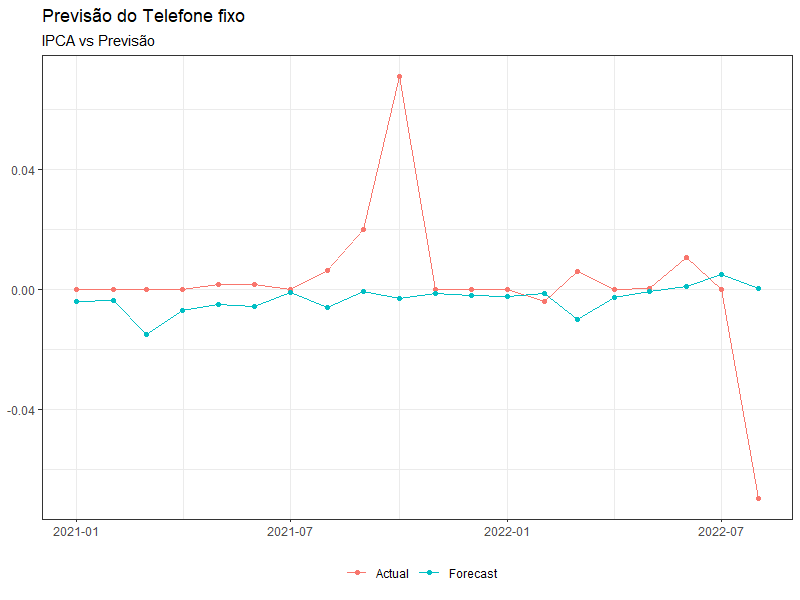 Previsão do Telefone fixo
IPCA vs Previsão
0.04
0.00
-0.04
2021-01 2021-07 2022-01 2022-07
Actual Forecast